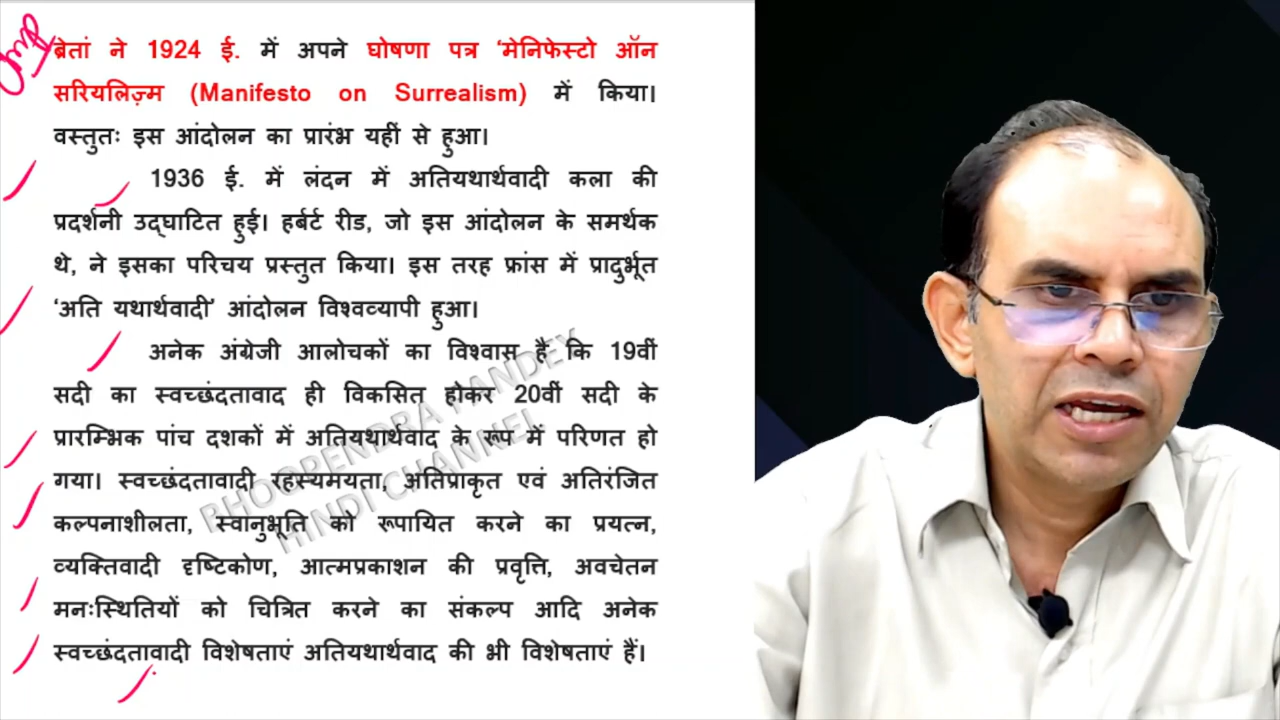 ब्रेतां ने 1924 ई. में अपने घोषणा पत्र ‘मेनिफेस्टो ऑन
सरियलिज़्म (Manifesto on Surrealism) में किया।
वस्तुतः इस आंदोलन का प्रारंभ यहीं से हुआ।
1936 ई. में लंदन में अतियथार्थवादी कला की
प्रदर्शनी उद्घाटित हुई। हर्बर्ट रीड, जो इस आंदोलन के समर्थक
थे, ने इसका परिचय प्रस्तुत किया। इस तरह फ्रांस में प्रादुर्भूत
‘अति यथार्थवादी’ आंदोलन विश्वव्यापी हुआ।
अनेक अंग्रेजी आलोचकों का विश्वास है कि 19वीं
सदी का स्वच्छंदतावाद ही विकसित होकर 20वीं सदी के
प्रारम्भिक पांच दशकों में अतियथार्थवाद के रूप में परिणत हो
गया। स्वच्छंदतावादी रहस्यमयता, अतिप्राकृत एवं अतिरंजित
कल्पनाशीलता, स्वानुभूति को रूपायित करने का प्रयत्न,
व्यक्तिवादी दृष्टिकोण, आत्मप्रकाशन की प्रवृत्ति, अवचेतन
मनःस्थितियों को चित्रित करने का संकल्प आदि अनेक
स्वच्छंदतावादी विशेषताएं अतियथार्थवाद की भी विशेषताएं हैं।
BHOOPENDRA PANDEY
HINDI CHANNEL